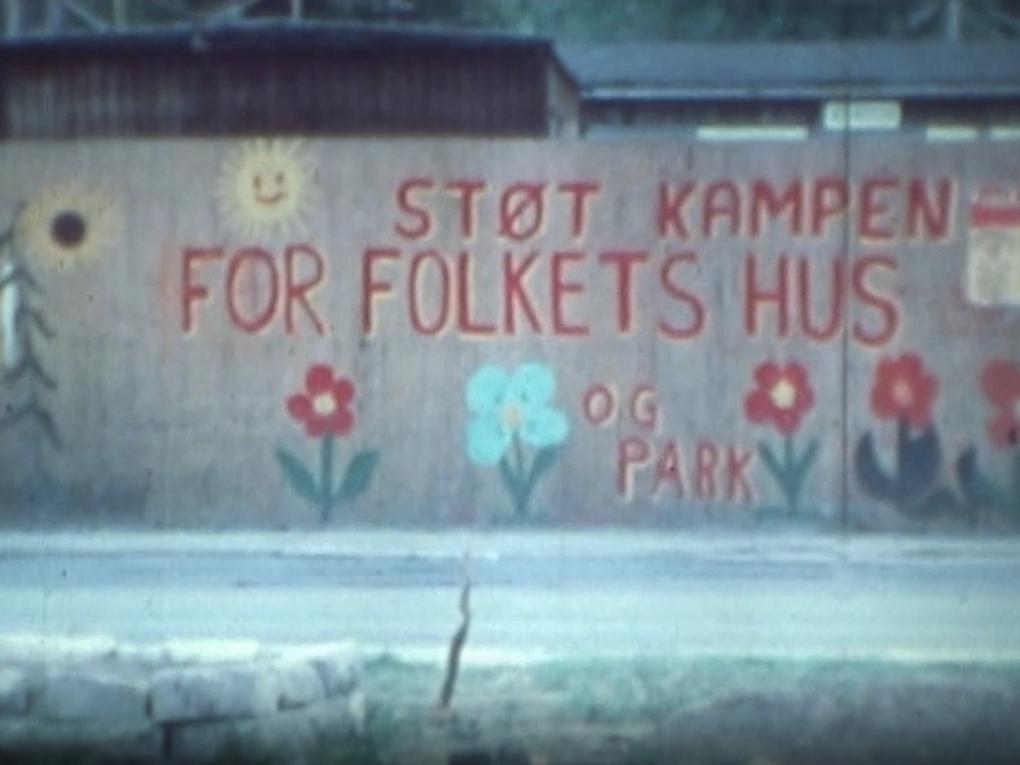 STØT KAMPEN
FOR FOLKETS HUS
OG
PARK